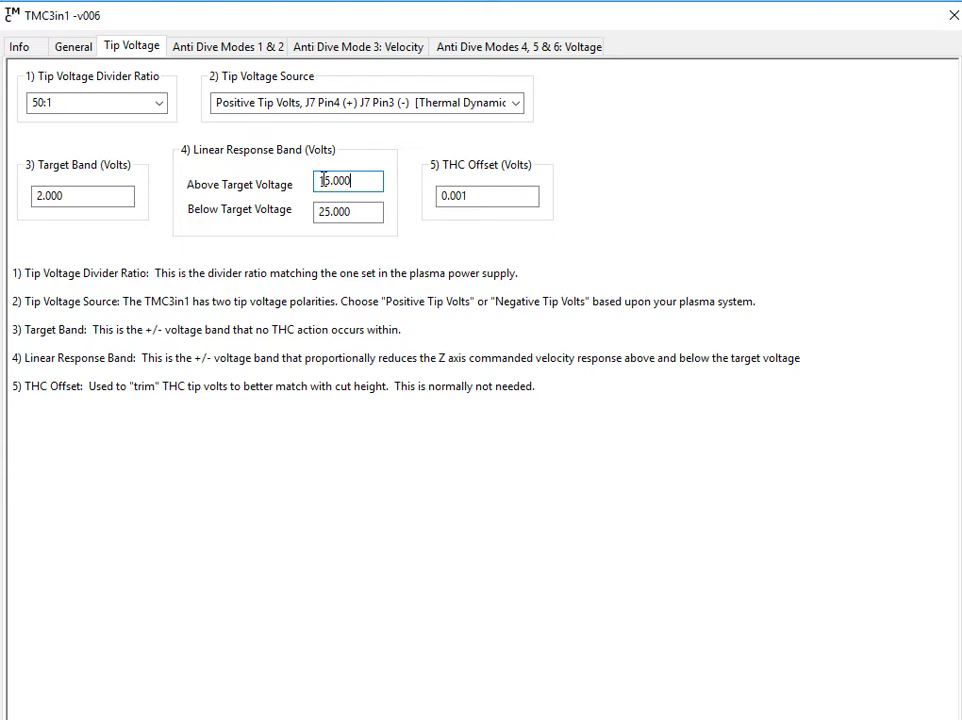 TMC TMC3in1 -v006
Info General Tip Voltage Anti Dive Modes 1 & 2 Anti Dive Mode 3: Velocity Anti Dive Modes 4, 5 & 6: Voltage
1) Tip Voltage Divider Ratio 2) Tip Voltage Source
50:1 Positive Tip Volts, J7 Pin4 (+) J7 Pin3 (-) [Thermal Dynamic
3) Target Band (Volts) 4) Linear Response Band (Volts) 5) THC Offset (Volts)
2.000 Above Target Voltage 15.000 0.001
Below Target Voltage 25.000
1) Tip Voltage Divider Ratio: This is the divider ratio matching the one set in the plasma power supply.
2) Tip Voltage Source: The TMC3in1 has two tip voltage polarities. Choose "Positive Tip Volts" or "Negative Tip Volts" based upon your plasma system.
3) Target Band: This is the +/- voltage band that no THC action occurs within.
4) Linear Response Band: This is the +/- voltage band that proportionally reduces the Z axis commanded velocity response above and below the target voltage
5) THC Offset: Used to "trim" THC tip volts to better match with cut height. This is normally not needed.